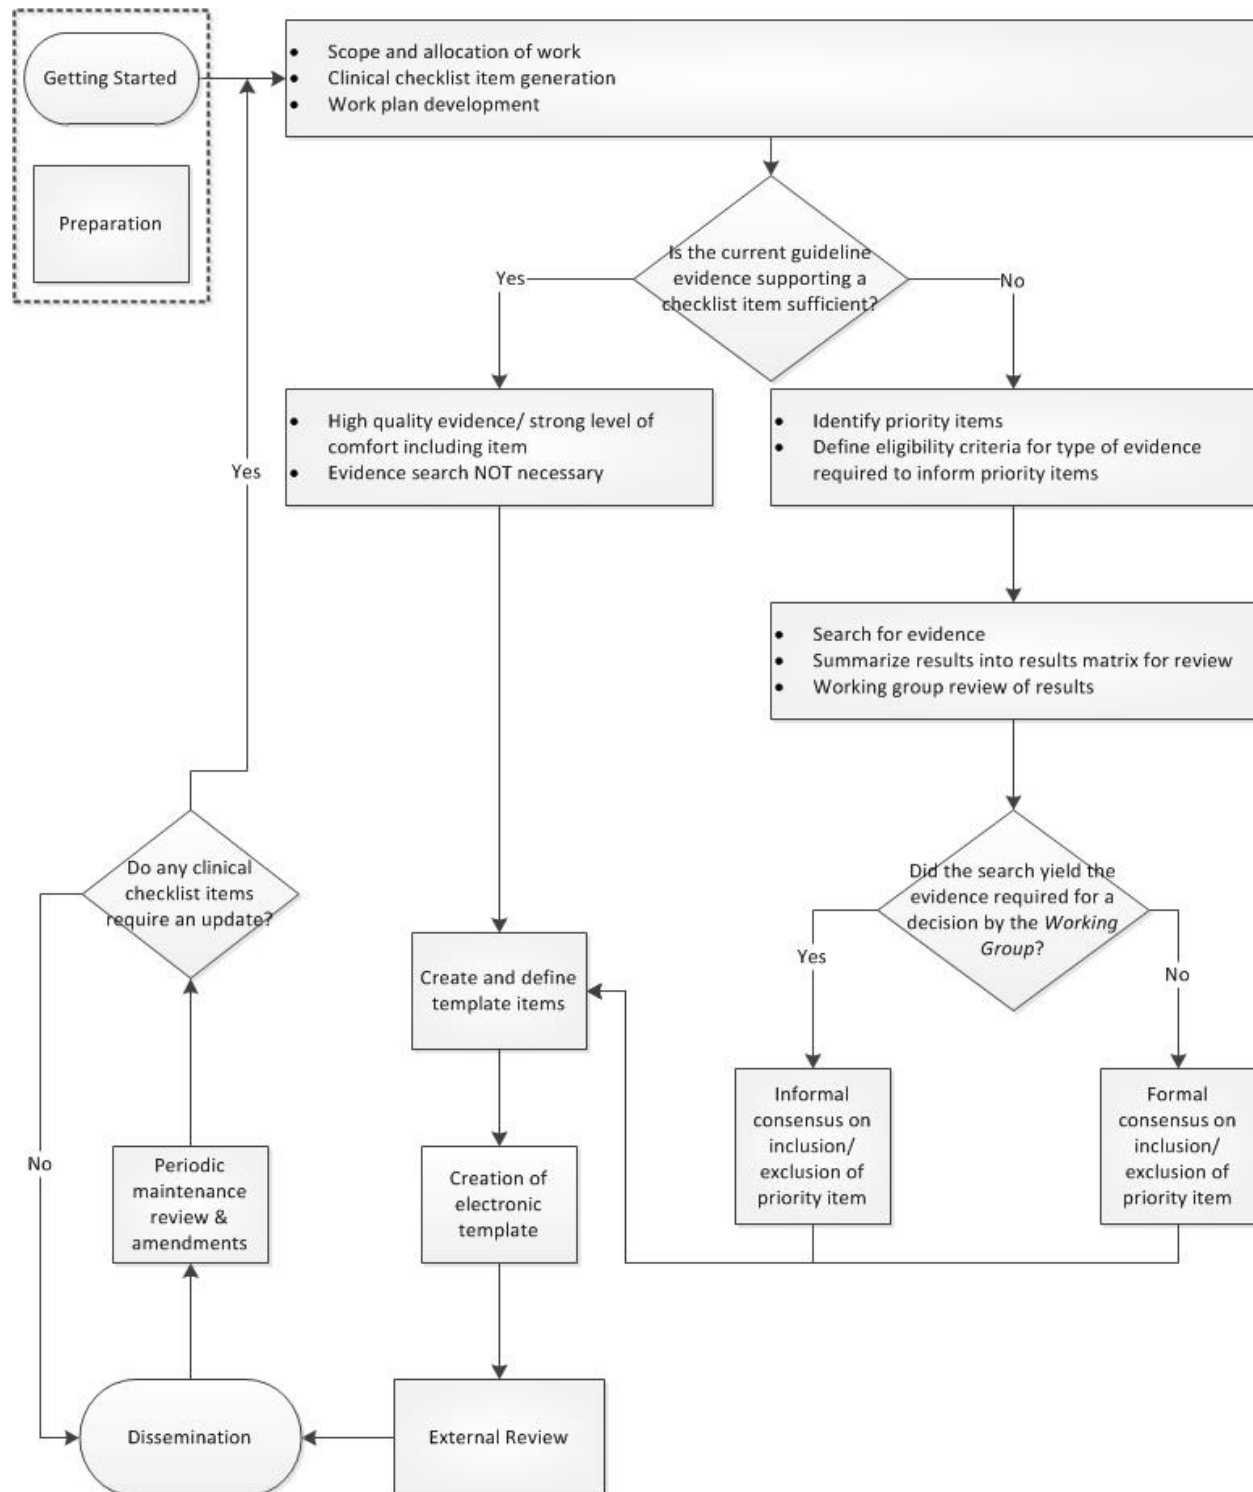 Getting Started
Preparation
• Scope and allocation of work
• Clinical checklist item generation
• Work plan development
Is the current guideline
evidence supporting a
checklist item sufficient?
Yes
No
• High quality evidence/ strong level of
comfort including item
• Evidence search NOT necessary
• Identify priority items
• Define eligibility criteria for type of evidence
required to inform priority items
Yes
• Search for evidence
• Summarize results into results matrix for review
• Working group review of results
Do any clinical
checklist items
require an update?
Did the search yield the
evidence required for a
decision by the Working
Group?
Yes
No
Create and define
template items
Informal
consensus on
inclusion/
exclusion of
priority item
Formal
consensus on
inclusion/
exclusion of
priority item
No
Periodic
maintenance
review &
amendments
Creation of
electronic
template
Dissemination
External Review